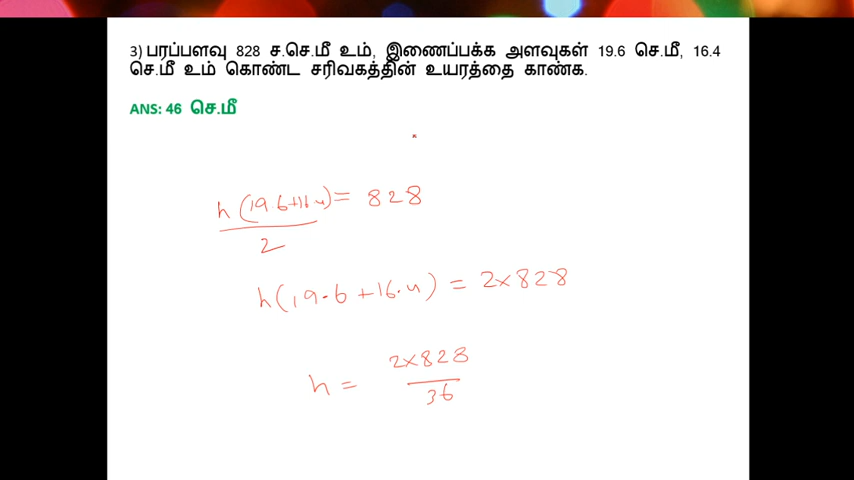 3) பரப்பளவு 828 ச.செ.மீ உம், இணைப்பக்க அளவுகள் 19.6 செ.மீ, 16.4
செ.மீ உம் கொண்ட சரிவகத்தின் உயரத்தை காண்க.
ANS: 46 செ.மீ
h(19 6+16 4) = 828
2
h(19.6+16.4) = 2×828
2×828
h =
36